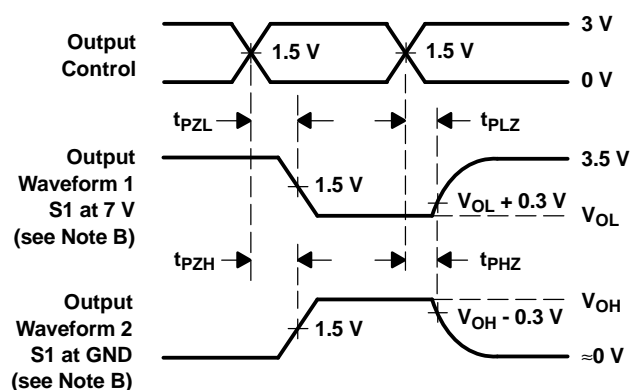 Output
Control
1.5 V
1.5 V
3 V
0 V
tPZL
tPLZ
Output
Waveform 1
S1 at 7 V
(see Note B)
1.5 V
3.5 V
VOL + 0.3 V
VOL
tPZH
tPHZ
Output
Waveform 2
S1 at GND
(see Note B)
1.5 V
VOH
VOH - 0.3 V
≈0 V